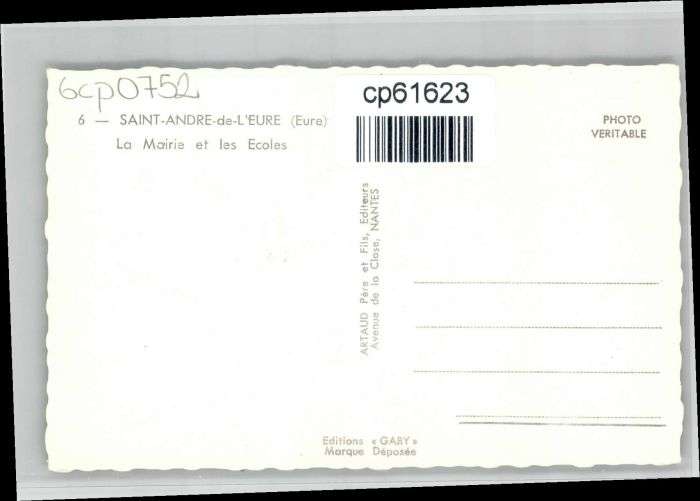 6cp0752
cp61623
6 — SAINT-ANDRE-de-L'EURE (Eure)
La Mairie et les Ecoles
PHOTO
VERITABLE
ARTAUD Père et Fils, Editeurs
Avenue de la Close, NANTES
Editions « GABY »
Marque Déposée